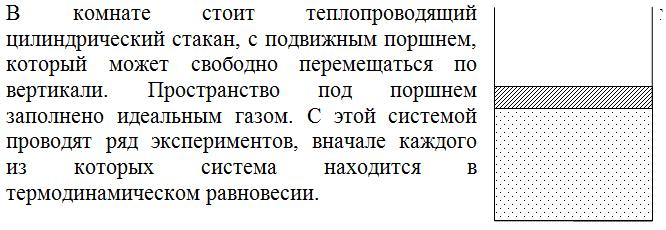 В комнате стоит теплопроводящий
цилиндрический стакан, с подвижным поршнем,
который может свободно перемещаться по
вертикали. Пространство под поршнем
заполнено идеальным газом. С этой системой
проводят ряд экспериментов, вначале каждого
из которых система находится в
термодинамическом равновесии.